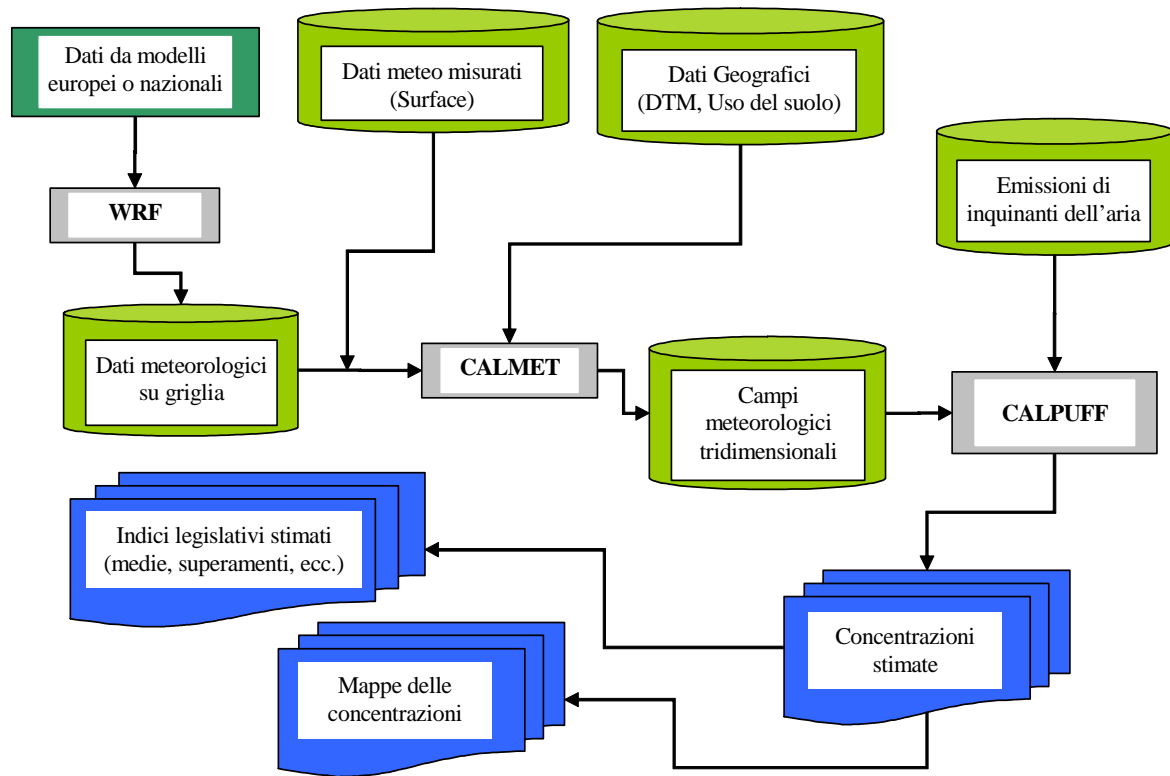 Dati da modelli
europei o nazionali
Dati meteo misurati
(Surface)
Dati Geografici
(DTM, Uso del suolo)
Emissioni di
inquinanti dell’aria
WRF
Dati meteorologici
su griglia
CALMET
Campi
meteorologici
tridimensionali
CALPUFF
Indici legislativi stimati
(medie, superamenti, ecc.)
Concentrazioni
stimate
Mappe delle
concentrazioni